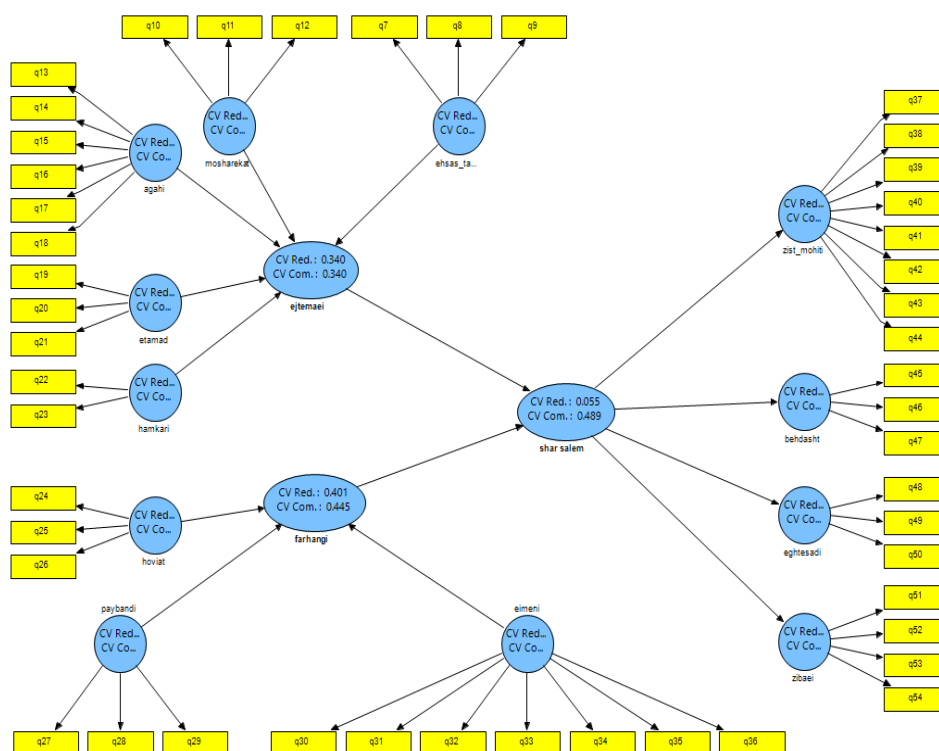 q10
q11
q12
q7
q8
q9
q13
q14
q15
q16
q17
q18
CV Red...
CV Co...
agahi
CV Red...
CV Co...
mosharekat
CV Red...
CV Co...
ehsas_ta...
q37
q38
q39
q40
q41
q42
q43
q44
CV Red...
CV Co...
zist_mohiti
CV Red.: 0.340
CV Com.: 0.340
ejtemaei
q19
q20
q21
CV Red...
CV Co...
etamad
q22
q23
CV Red...
CV Co...
hamkari
CV Red.: 0.055
CV Com.: 0.489
shar salem
CV Red...
CV Co...
behdasht
q45
q46
q47
q24
q25
q26
CV Red...
CV Co...
hoviat
CV Red.: 0.401
CV Com.: 0.445
farhangi
CV Red...
CV Co...
eghtesadi
q48
q49
q50
paybandi
CV Red...
CV Co...
eimeni
CV Red...
CV Co...
CV Red...
CV Co...
zibaei
q51
q52
q53
q54
q27
q28
q29
q30
q31
q32
q33
q34
q35
q36